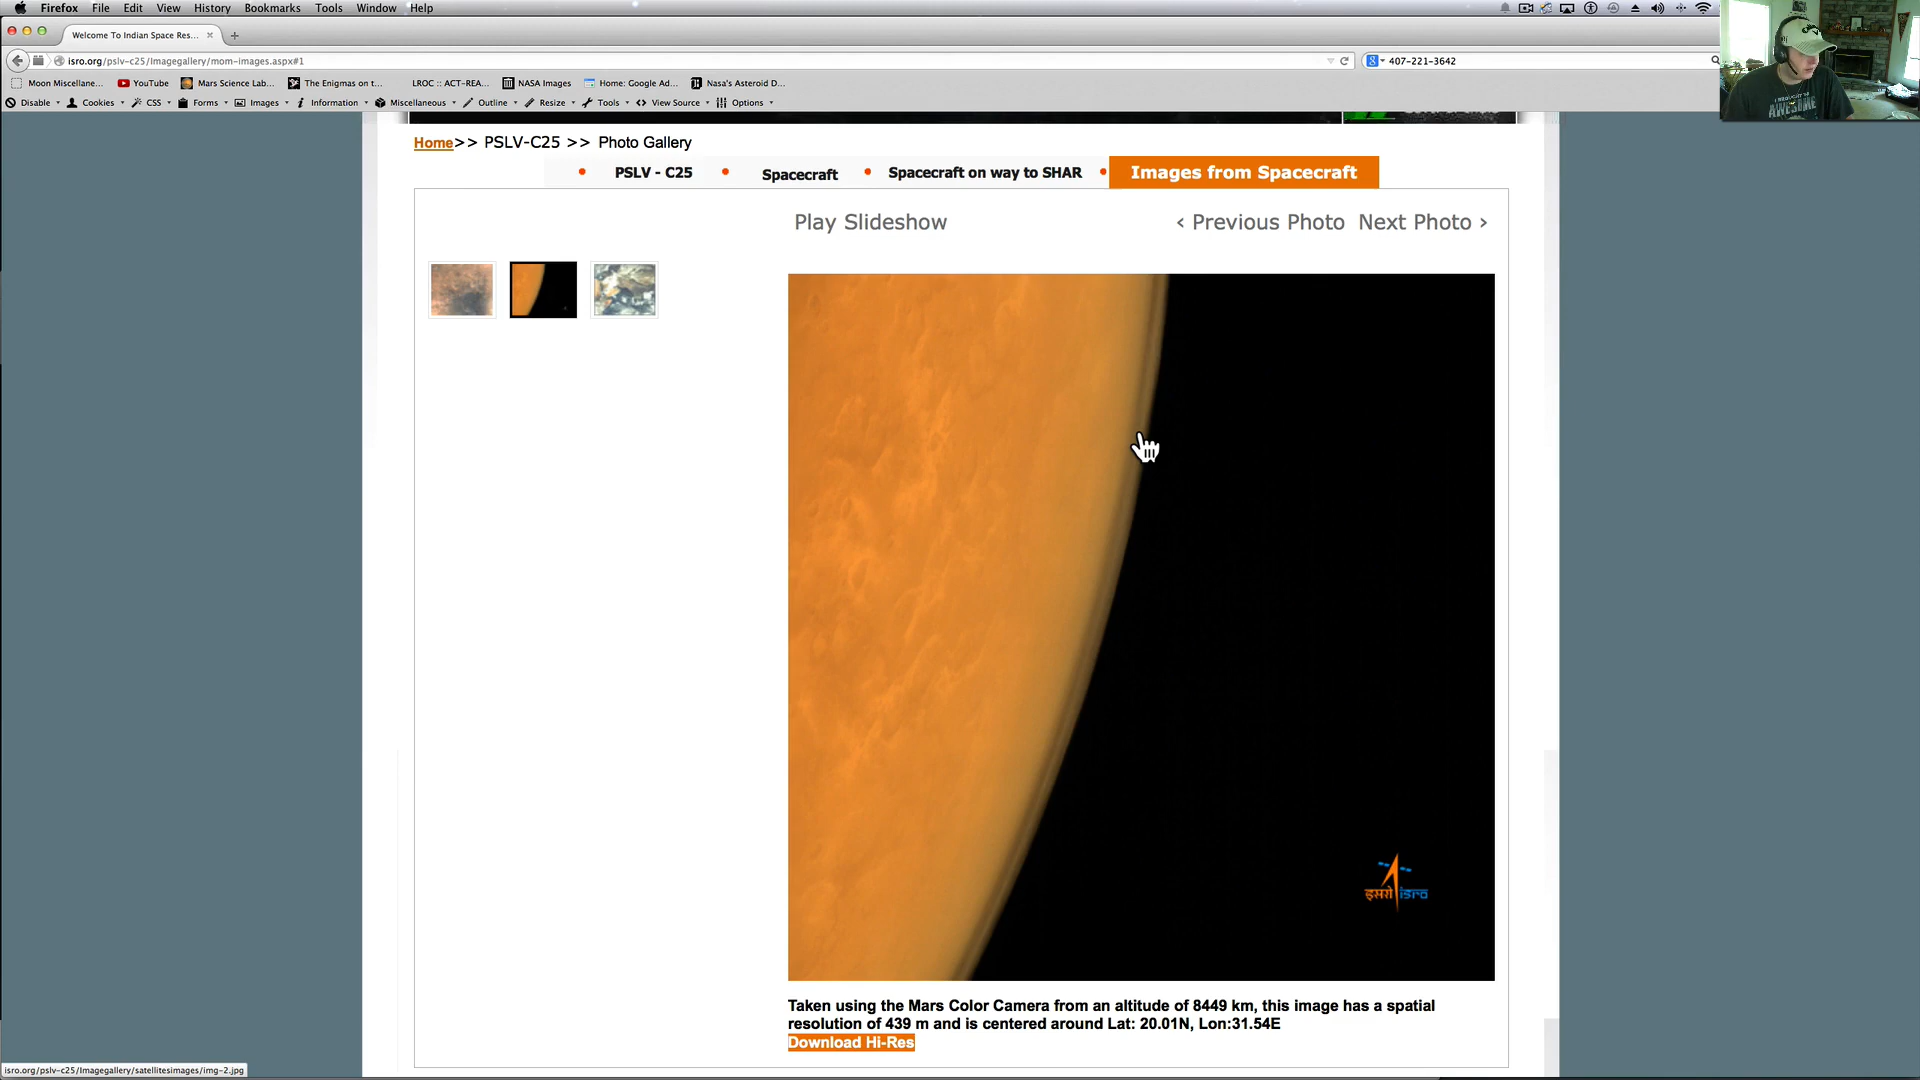 Firefox File Edit View History Bookmarks Tools Window Help
Welcome To Indian Space Res...
isro.org/pslv-c25/Imagegallery/mom-images.aspx#1
407-221-3642
Moon Miscellane... YouTube Mars Science Lab... The Enigmas on t... LROC :: ACT-REA... NASA Images Home: Google Ad... Nasa's Asteroid D...
Disable Cookies CSS Forms Images Information Miscellaneous Outline Resize Tools View Source Options
AWESOME
Home>> PSLV-C25 >> Photo Gallery
PSLV - C25 Spacecraft Spacecraft on way to SHAR Images from Spacecraft
Play Slideshow ‹ Previous Photo Next Photo ›
इसरो isro
Taken using the Mars Color Camera from an altitude of 8449 km, this image has a spatial
resolution of 439 m and is centered around Lat: 20.01N, Lon:31.54E
Download Hi-Res
isro.org/pslv-c25/Imagegallery/satellitesimages/img-2.jpg